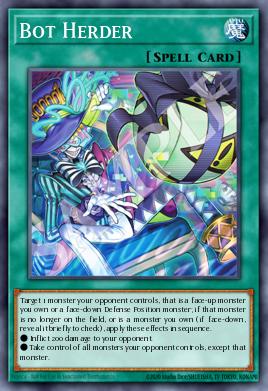 Bot Herder
魔
[Spell Card]
Target 1 monster your opponent controls, that is a face-up monster
you own or a face-down Defense Position monster; if that monster
is no longer on the field, or is a monster you own (if face-down,
reveal it briefly to check), apply these effects in sequence.
● Inflict 200 damage to your opponent.
● Take control of all monsters your opponent controls, except that
monster.